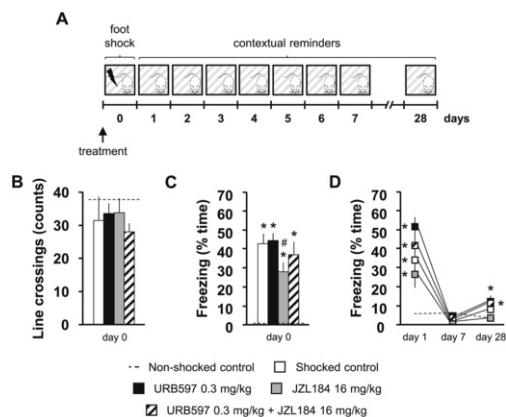 A
foot shock
contextual reminders
0 1 2 3 4 5 6 7 28 days
treatment
B
Line crossings (counts)
50
40
30
20
10
0
day 0
C
Freezing (% time)
70
60
50
40
30
20
10
0
* *
#
*
*
day 0
D
Freezing (% time)
70
60
50
40
30
20
10
0
*
*
*
*
*
*
day 1 day 7 day 28
Non-shocked control Shocked control
URB597 0.3 mg/kg JZL184 16 mg/kg
URB597 0.3 mg/kg + JZL184 16 mg/kg